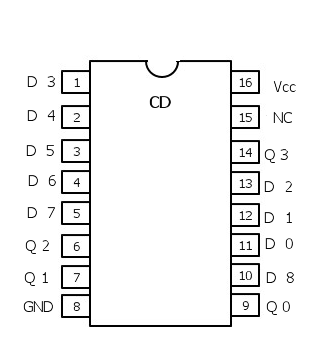 CD
D 3 1 16 Vcc
D 4 2 15 NC
D 5 3 14 Q 3
D 6 4 13 D 2
D 7 5 12 D 1
Q 2 6 11 D 0
Q 1 7 10 D 8
GND 8 9 Q 0